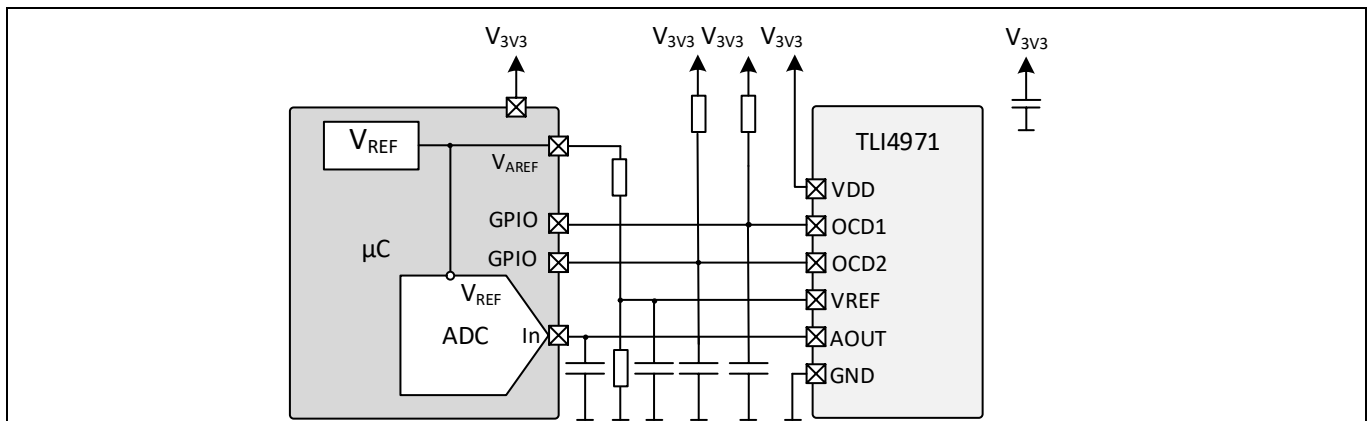 V3V3 V3V3 V3V3 V3V3 V3V3
VREF
VAREF
TLI4971
VDD
GPIO OCD1
µC
GPIO OCD2
VREF VREF
ADC In AOUT
GND